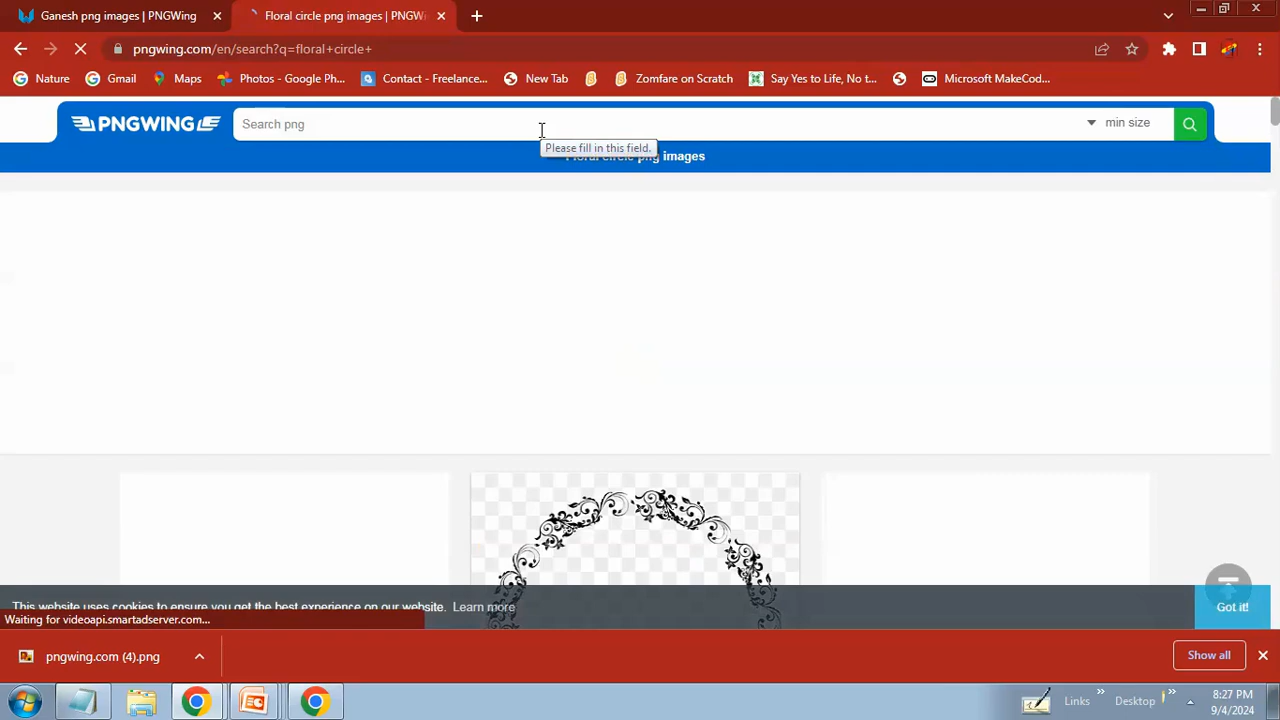 Ganesh png images | PNGWing
Floral circle png images | PNGWi
pngwing.com/en/search?q=floral+circle+
Nature
Gmail
Maps
Photos - Google Ph...
Contact - Freelance...
New Tab
Zomfare on Scratch
Say Yes to Life, No t...
Microsoft MakeCod...
PNGWING
Search png
min size
Please fill in this field.
Floral circle png images
This website uses cookies to ensure you get the best experience on our website. Learn more
Got it!
Waiting for videoapi.smartadserver.com...
pngwing.com (4).png
Show all
Links
Desktop
8:27 PM
9/4/2024